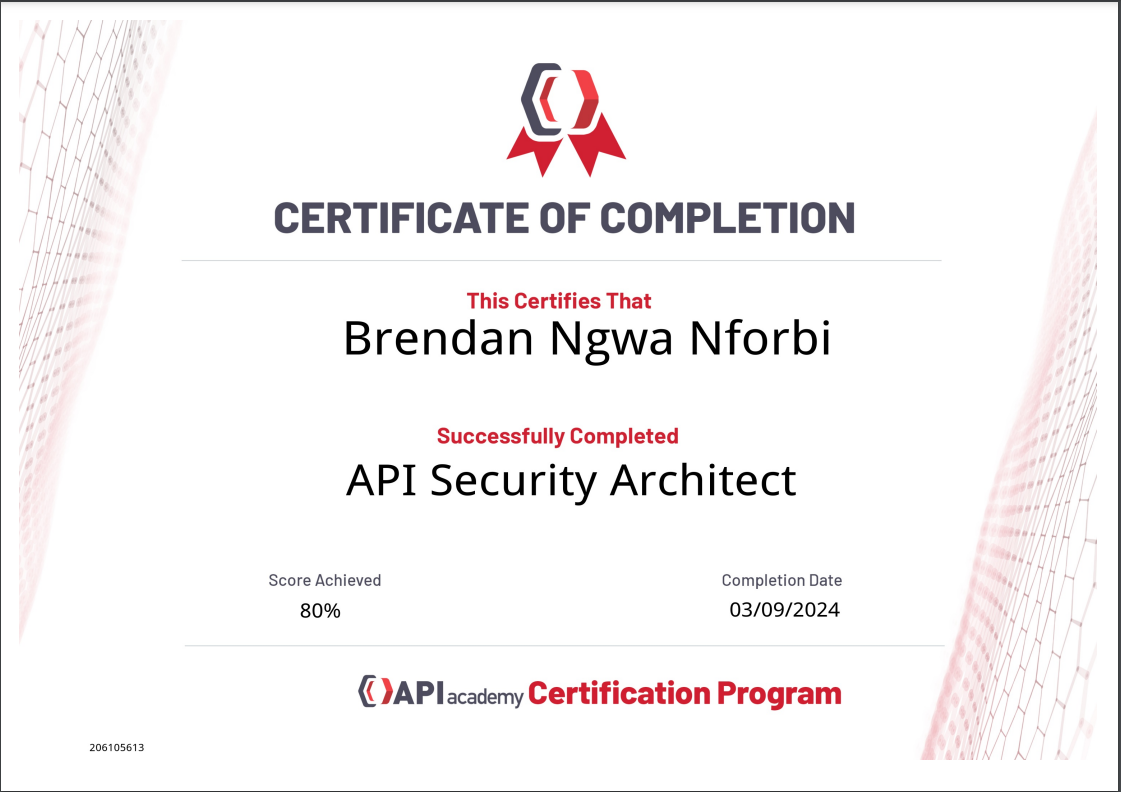 CERTIFICATE OF COMPLETION
This Certifies That
Brendan Ngwa Nforbi
Successfully Completed
API Security Architect
Score Achieved
80%
Completion Date
03/09/2024
API academy Certification Program
206105613